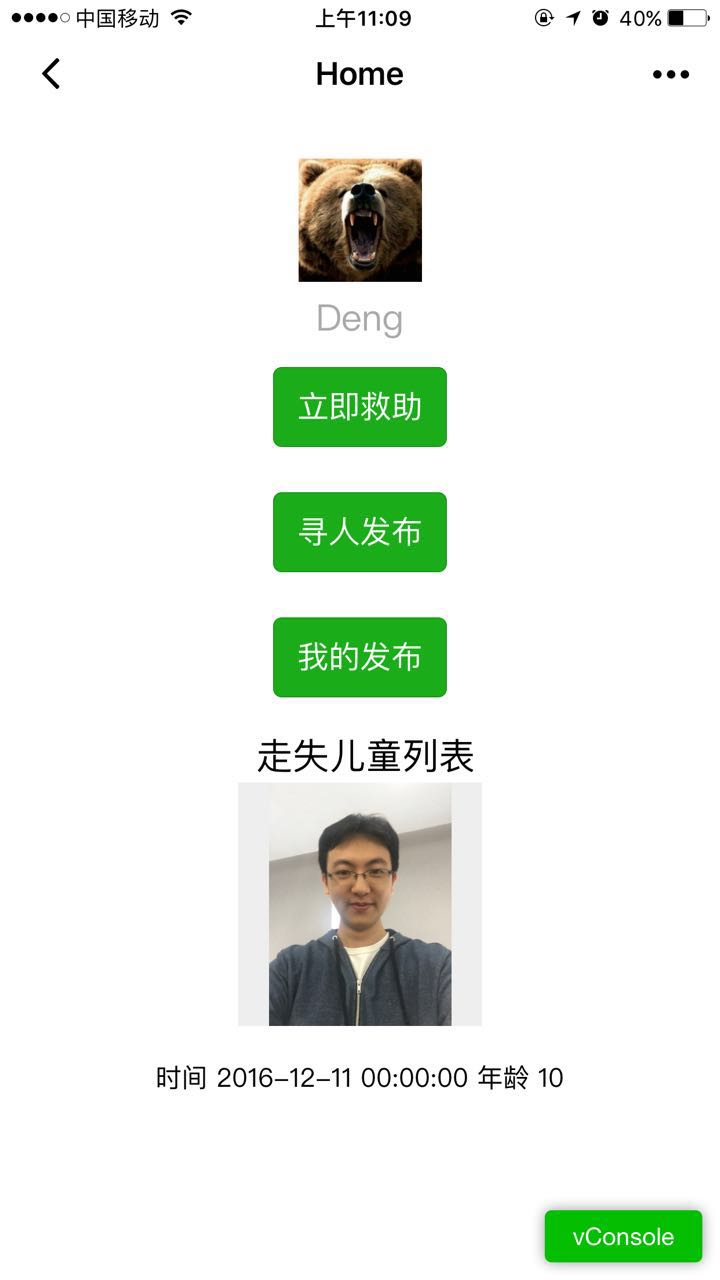 中国移动 上午11:09 40%
Home
Deng
立即救助
寻人发布
我的发布
走失儿童列表
时间 2016-12-11 00:00:00 年龄 10
vConsole